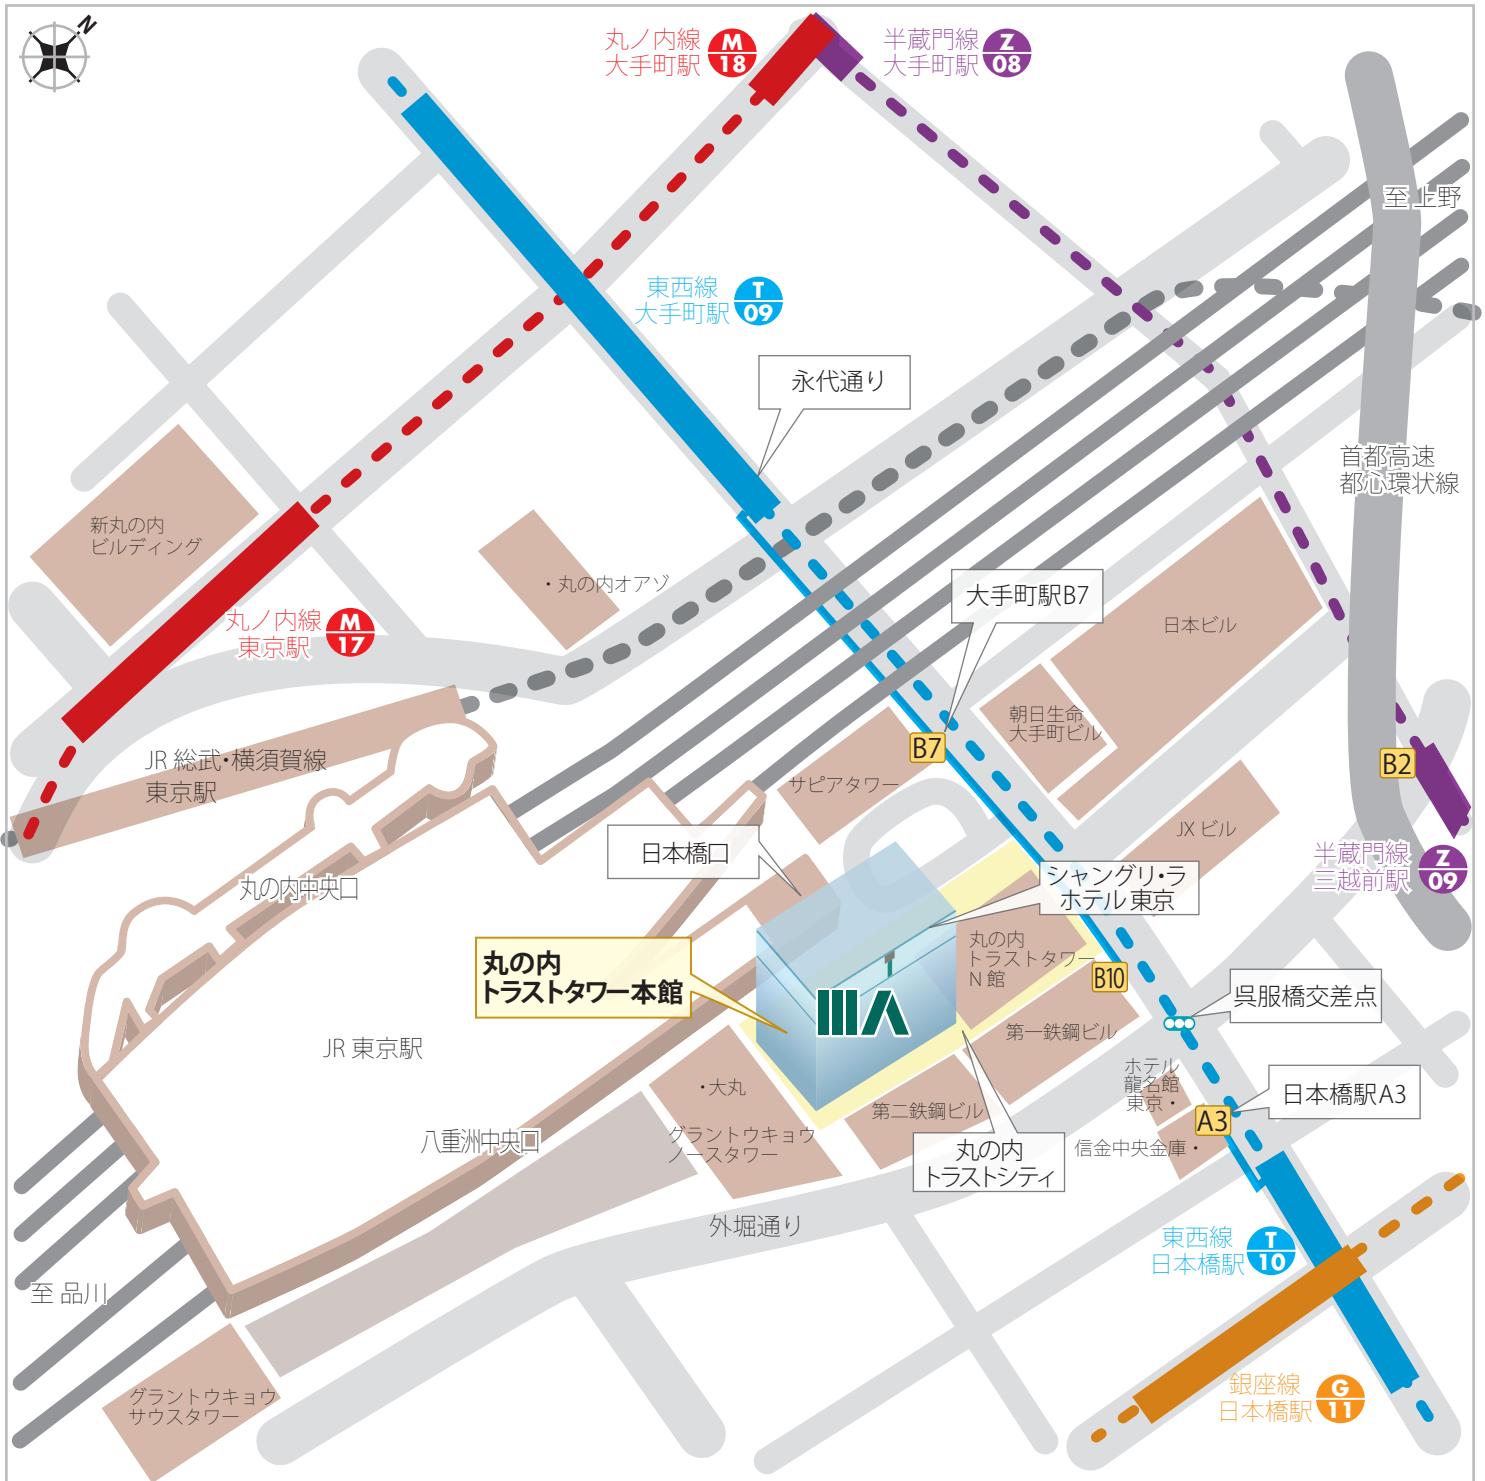 N
丸ノ内線
大手町駅
M
18
半蔵門線
大手町駅
Z
08
至 上野
東西線
大手町駅
T
09
永代通り
首都高速
都心環状線
新丸の内
ビルディング
・丸の内オアゾ
丸ノ内線
東京駅
M
17
大手町駅B7
日本ビル
朝日生命
大手町ビル
B7
B2
JR 総武・横須賀線
東京駅
サピアタワー
JX ビル
日本橋口
半蔵門線
三越前駅
Z
09
丸の内中央口
シャングリ・ラ
ホテル 東京
丸の内
トラストタワー本館
丸の内
トラストタワー
N 館
B10
呉服橋交差点
JR 東京駅
第一鉄鋼ビル
・大丸
ホテル
龍名館
東京・
日本橋駅A3
A3
第二鉄鋼ビル
八重洲中央口
グラントウキョウ
ノースタワー
信金中央金庫・
丸の内
トラストシティ
外堀通り
東西線
日本橋駅
T
10
至 品川
グラントウキョウ
サウスタワー
銀座線
日本橋駅
G
11